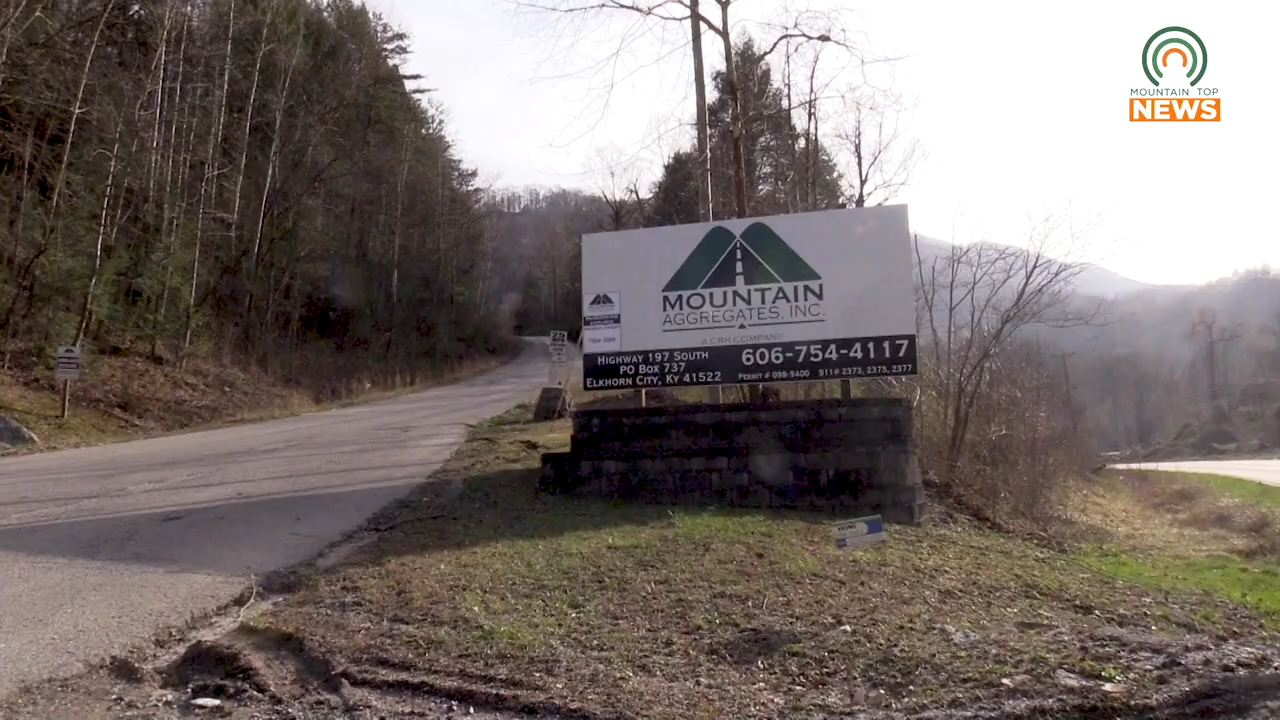 MOUNTAIN TOP
NEWS
MOUNTAIN
AGGREGATES, INC.
A CRH COMPANY
HIGHWAY 197 SOUTH
PO BOX 737
ELKHORN CITY, KY 41522
606-754-4117
PERMIT # 098-9400 911# 2373, 2375, 2377